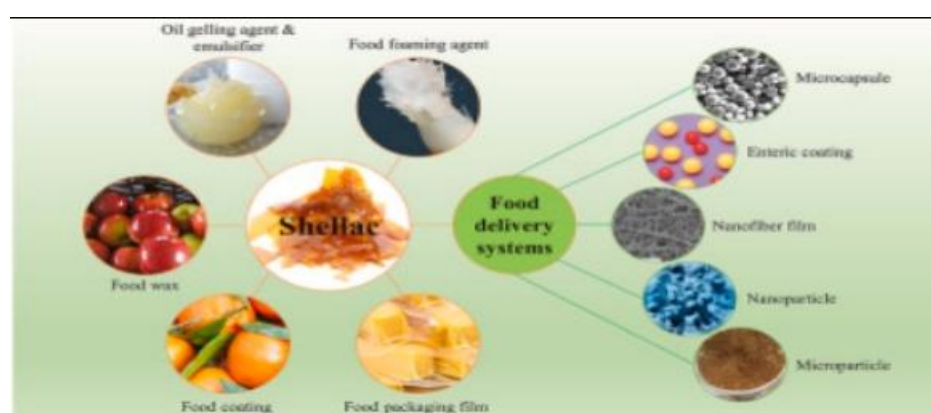 Oil gelling agent &
emulsifier
Food foaming agent
Microcapsule
Enteric coating
Shellac
Food
delivery
systems
Nanofiber film
Food wax
Nanoparticle
Microparticle
Food coating
Food packaging film